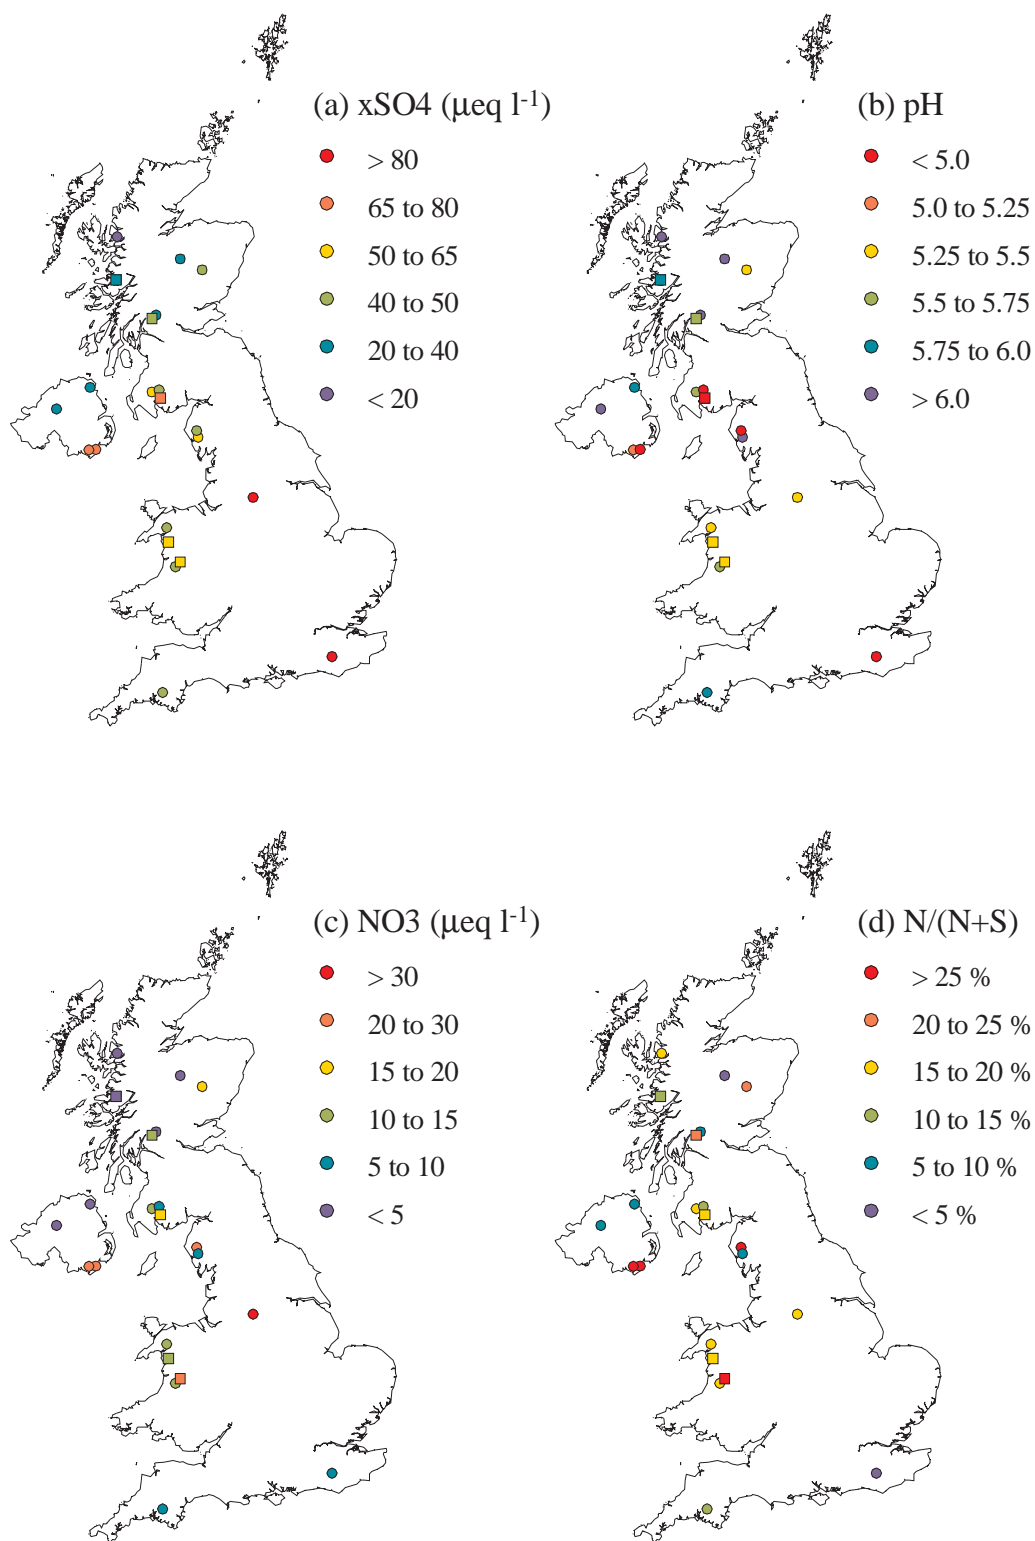 (a) xSO4 (μeq l-1)
> 80
65 to 80
50 to 65
40 to 50
20 to 40
< 20
(b) pH
< 5.0
5.0 to 5.25
5.25 to 5.5
5.5 to 5.75
5.75 to 6.0
> 6.0
(c) NO3 (μeq l-1)
> 30
20 to 30
15 to 20
10 to 15
5 to 10
< 5
(d) N/(N+S)
> 25 %
20 to 25 %
15 to 20 %
10 to 15 %
5 to 10 %
< 5 %